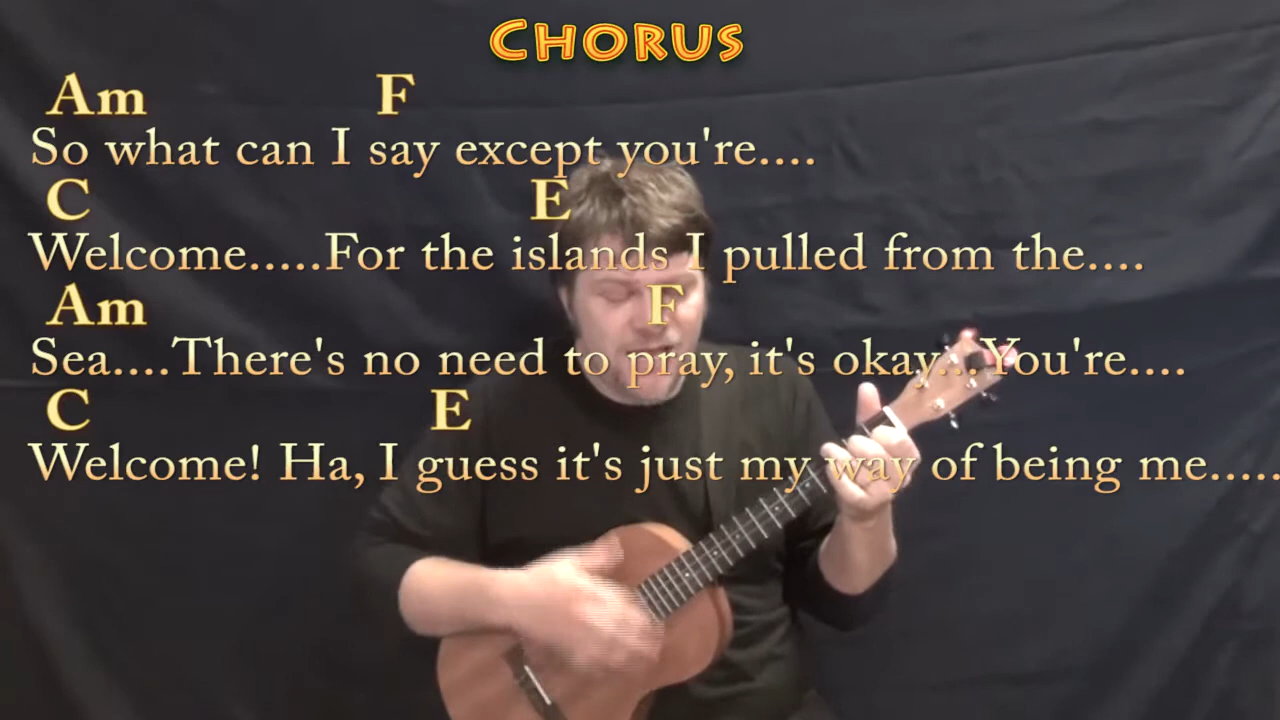 CHORUS
Am F
So what can I say except you're....
C E
Welcome.....For the islands I pulled from the....
Am F
Sea....There's no need to pray, it's okay...You're....
C E
Welcome! Ha, I guess it's just my way of being me.....